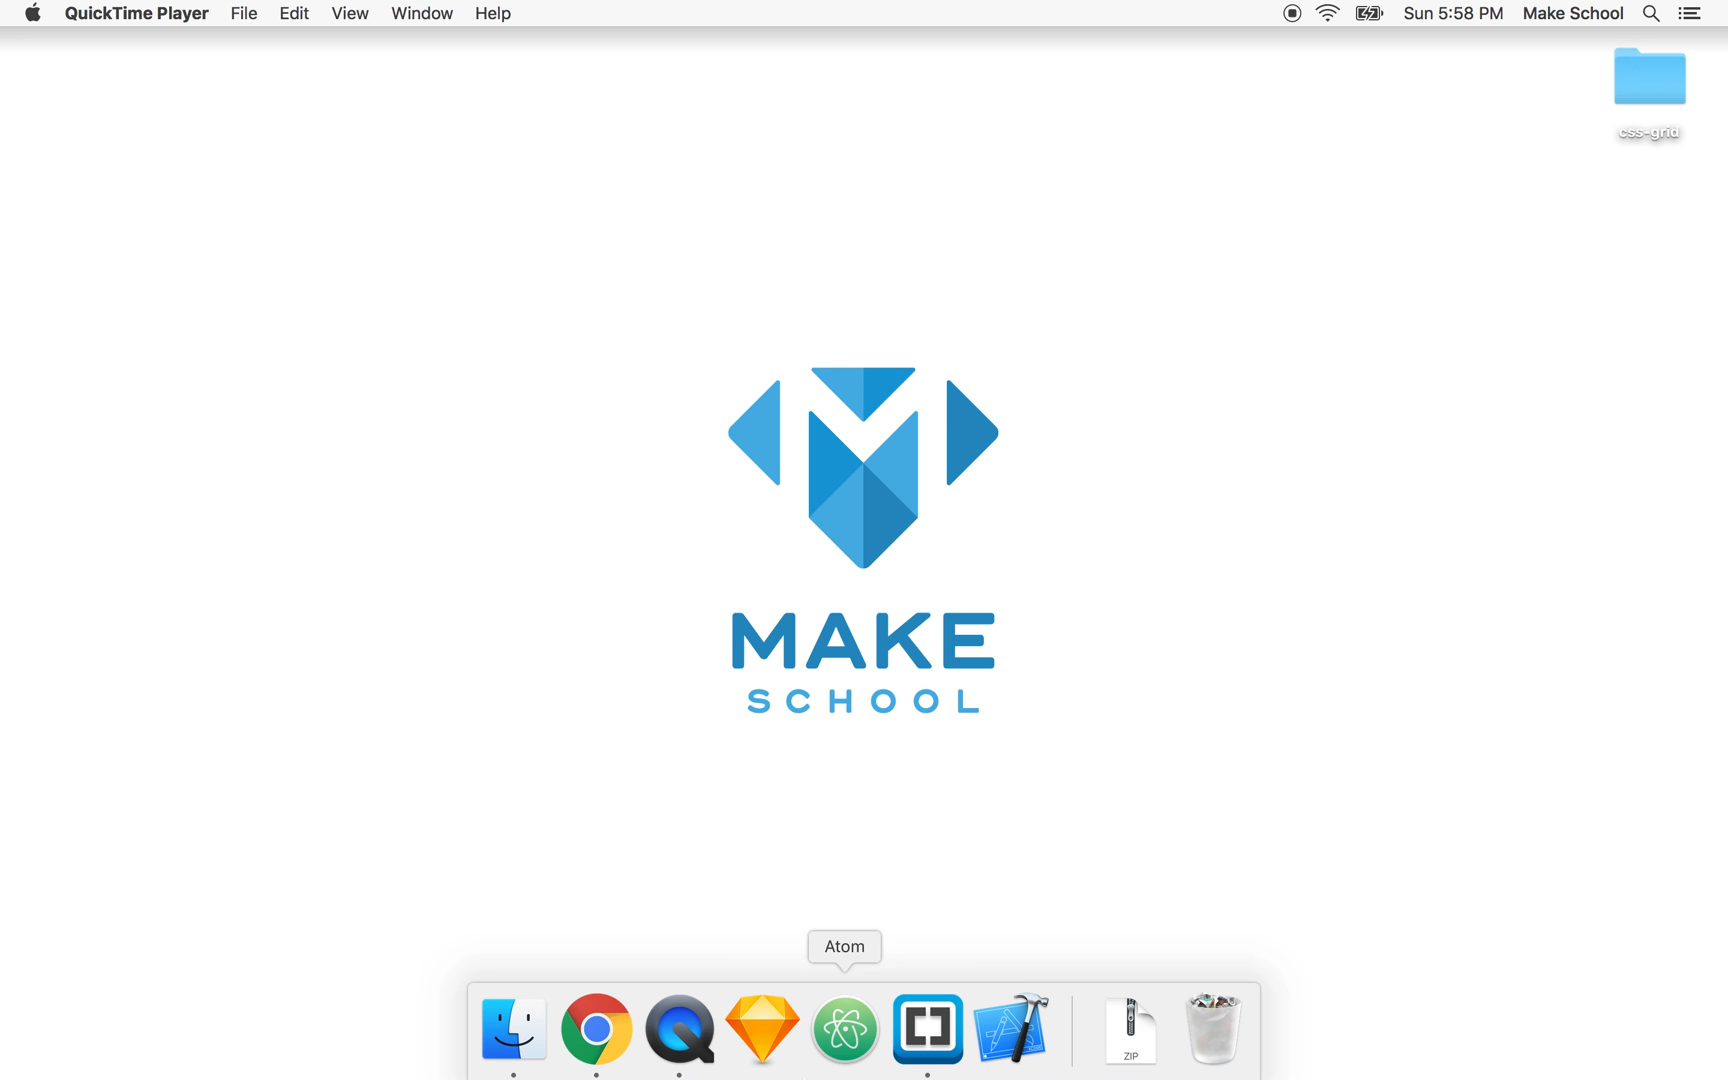 QuickTime Player File Edit View Window Help Sun 5:58 PM Make School
css-grid
MAKE
SCHOOL
Atom
ZIP